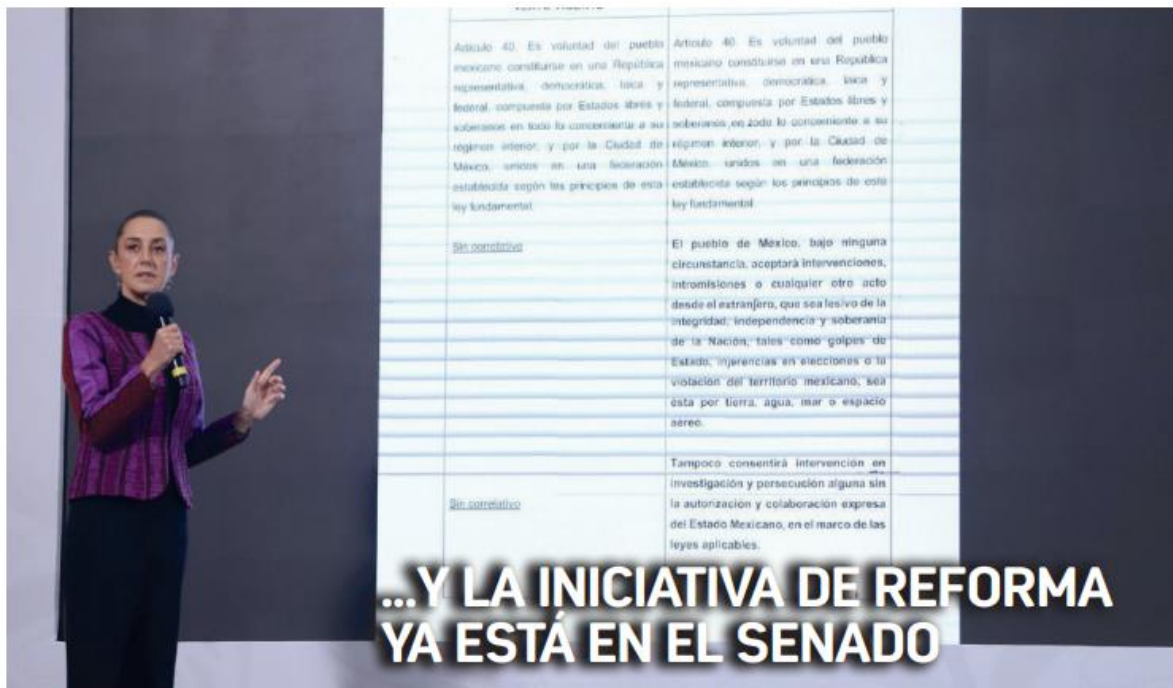 TEXTO VIGENTE
Artículo 40. Es voluntad del pueblo
mexicano constituirse en una República
representativa, democrática, laica y
federal, compuesta por Estados libres y
soberanos en todo lo concerniente a su
régimen interior, y por la Ciudad de
México, unidos en una federación
establecida según los principios de esta
ley fundamental.
Sin correlativo
Sin correlativo
Artículo 40. Es voluntad del pueblo
mexicano constituirse en una República
representativa, democrática, laica y
federal, compuesta por Estados libres y
soberanos en todo lo concerniente a su
régimen interior, y por la Ciudad de
México, unidos en una federación
establecida según los principios de esta
ley fundamental.
El pueblo de México, bajo ninguna
circunstancia, aceptará intervenciones,
intromisiones o cualquier otro acto
desde el extranjero, que sea lesivo de la
integridad, independencia y soberanía
de la Nación, tales como golpes de
Estado, injerencias en elecciones o la
violación del territorio mexicano, sea
ésta por tierra, agua, mar o espacio
aéreo.
Tampoco consentirá intervención en
investigación y persecución alguna sin
la autorización y colaboración expresa
del Estado Mexicano, en el marco de las
leyes aplicables.
...Y LA INICIATIVA DE REFORMA
YA ESTÁ EN EL SENADO